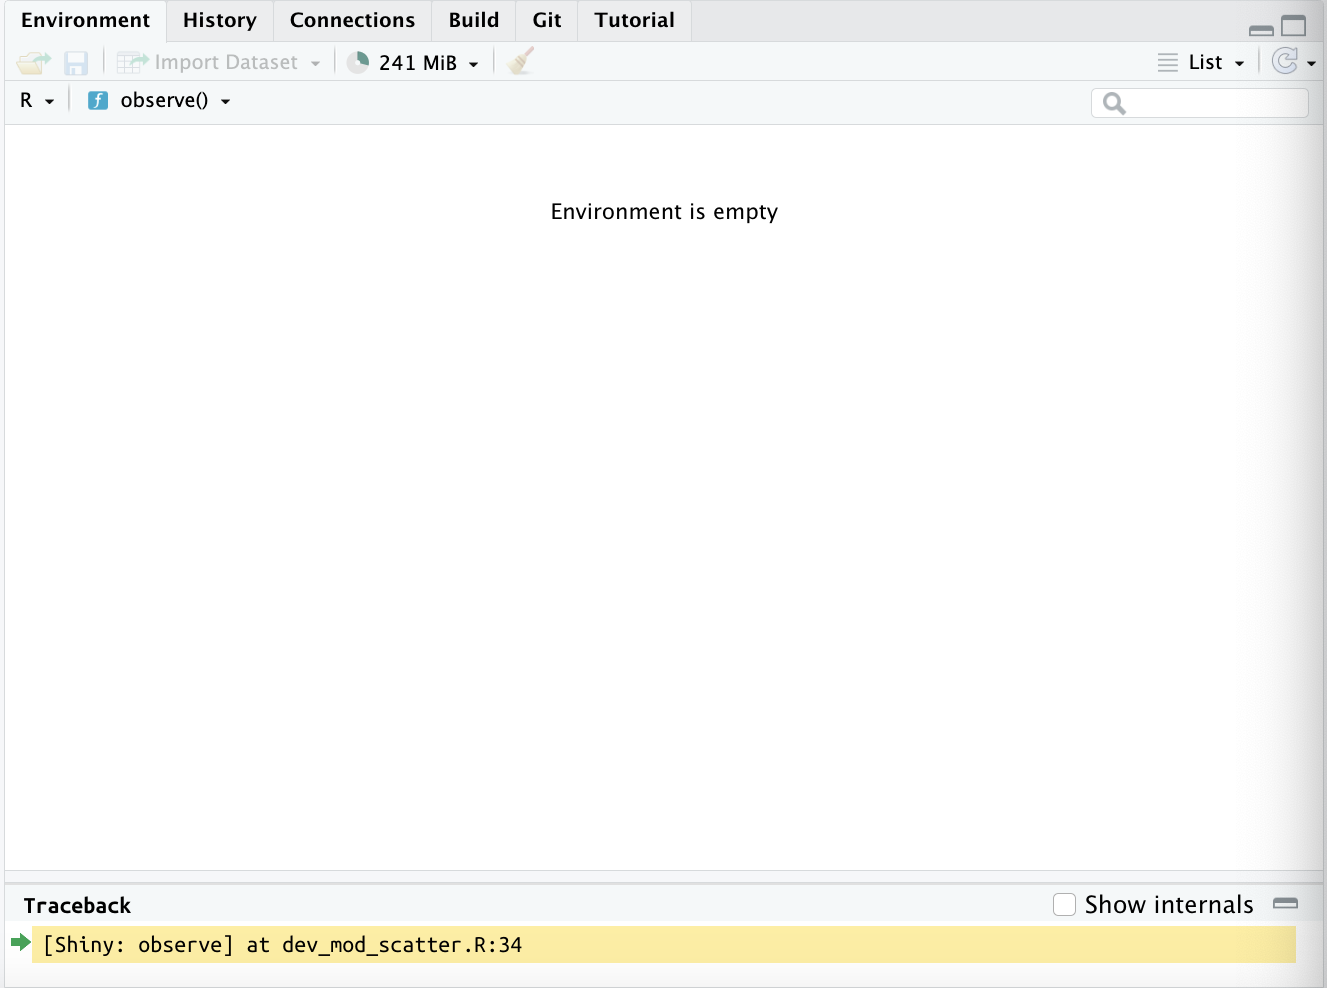 Environment History Connections Build Git Tutorial
Import Dataset 241 MiB List
R f observe()
Environment is empty
Traceback Show internals
[Shiny: observe] at dev_mod_scatter.R:34